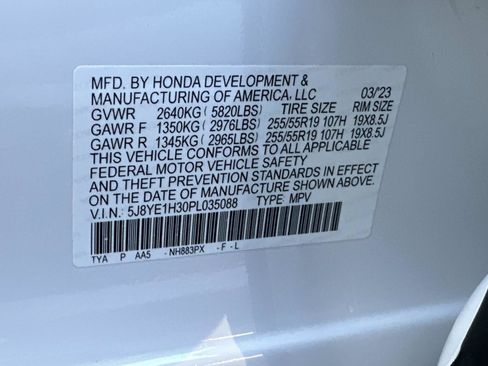 MFD. BY HONDA DEVELOPMENT &
MANUFACTURING OF AMERICA, LLC 03/23
GVWR 2640KG (5820LBS) TIRE SIZE RIM SIZE
GAWR F 1350KG (2976LBS) 255/55R19 107H 19X8.5J
GAWR R 1345KG (2965LBS) 255/55R19 107H 19X8.5J
THIS VEHICLE CONFORMS TO ALL APPLICABLE
FEDERAL MOTOR VEHICLE SAFETY
AND THEFT PREVENTION STANDARDS IN EFFECT
ON THE DATE OF MANUFACTURE SHOWN ABOVE.
V.I.N.: 5J8YE1H30PL035088 TYPE: MPV
TYA P AA5 -NH883PX -F-L